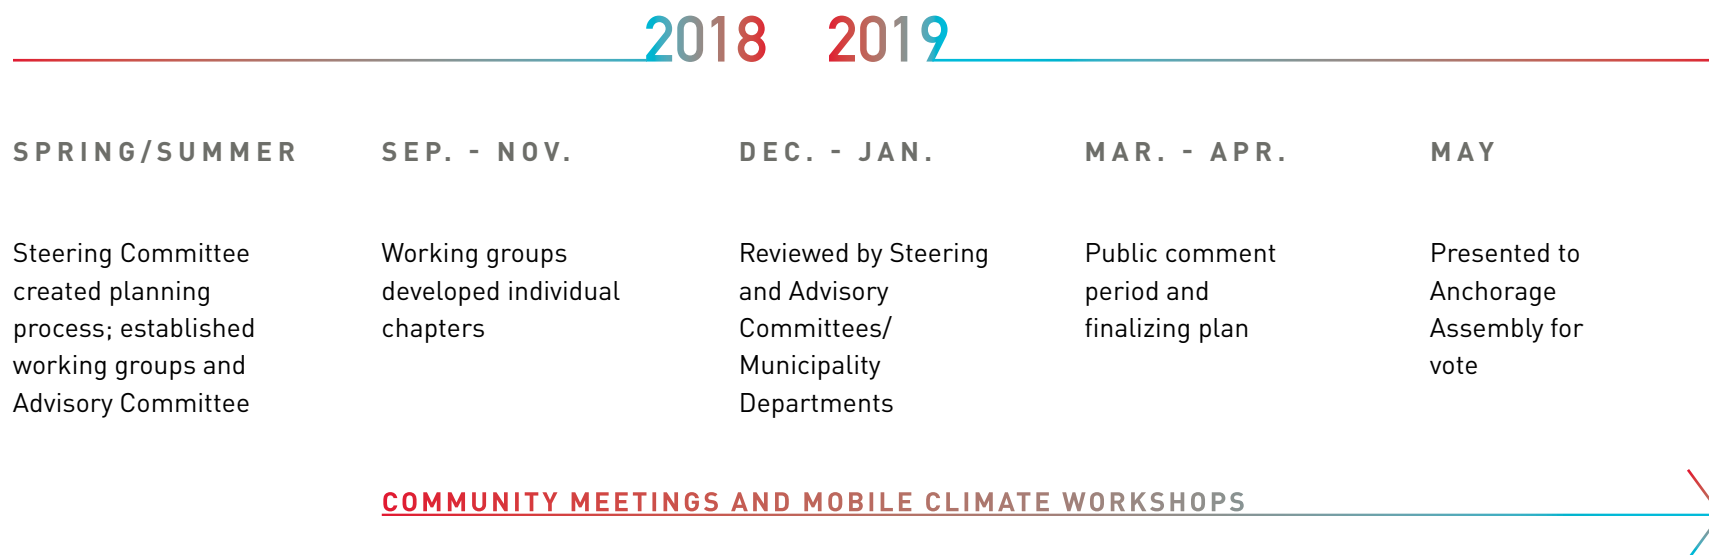 2018 2019
SPRING/SUMMER
Steering Committee
created planning
process; established
working groups and
Advisory Committee
SEP. - NOV.
Working groups
developed individual
chapters
DEC. - JAN.
Reviewed by Steering
and Advisory
Committees/
Municipality
Departments
MAR. - APR.
Public comment
period and
finalizing plan
MAY
Presented to
Anchorage
Assembly for
vote
COMMUNITY MEETINGS AND MOBILE CLIMATE WORKSHOPS